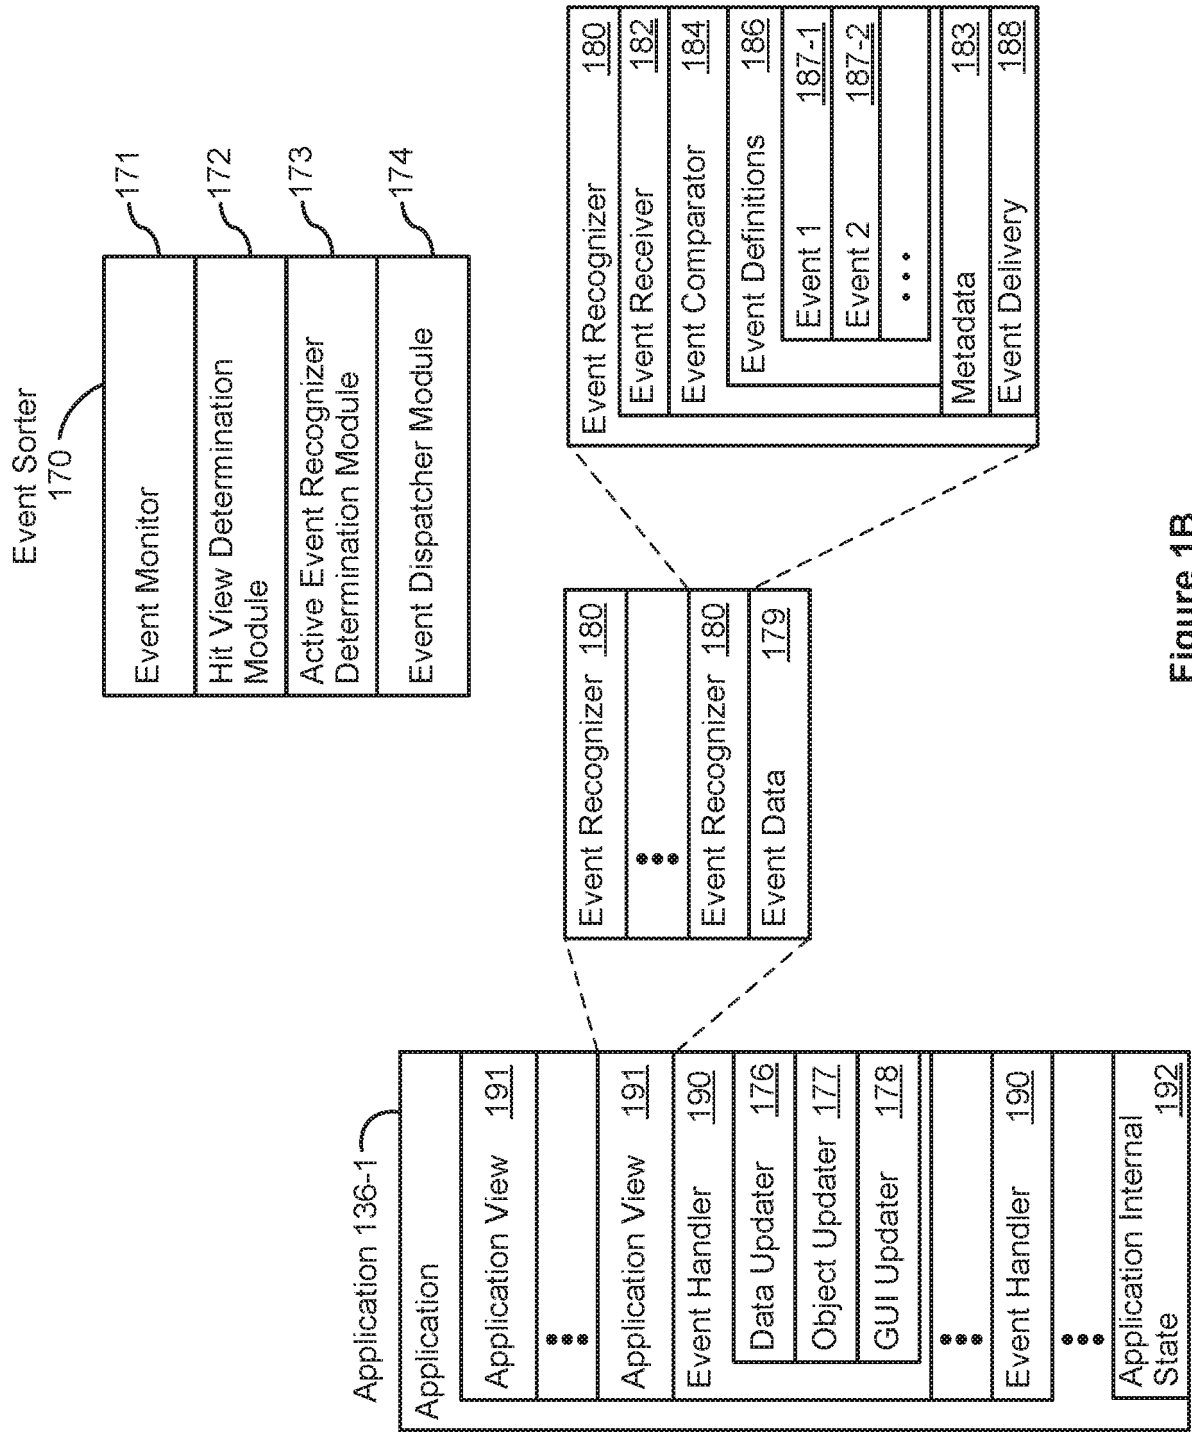 Event Sorter
170
Event Monitor
171
Hit View Determination
Module
172
Active Event Recognizer
Determination Module
173
Event Dispatcher Module
174
Application 136-1
Application
Application View 191
Application View 191
Event Handler 190
Data Updater 176
Object Updater 177
GUI Updater 178
Event Handler 190
Application Internal
State 192
Event Recognizer 180
Event Recognizer 180
Event Data 179
Event Recognizer 180
Event Receiver 182
Event Comparator 184
Event Definitions 186
Event 1 187-1
Event 2 187-2
Metadata 183
Event Delivery 188
Figure 1B